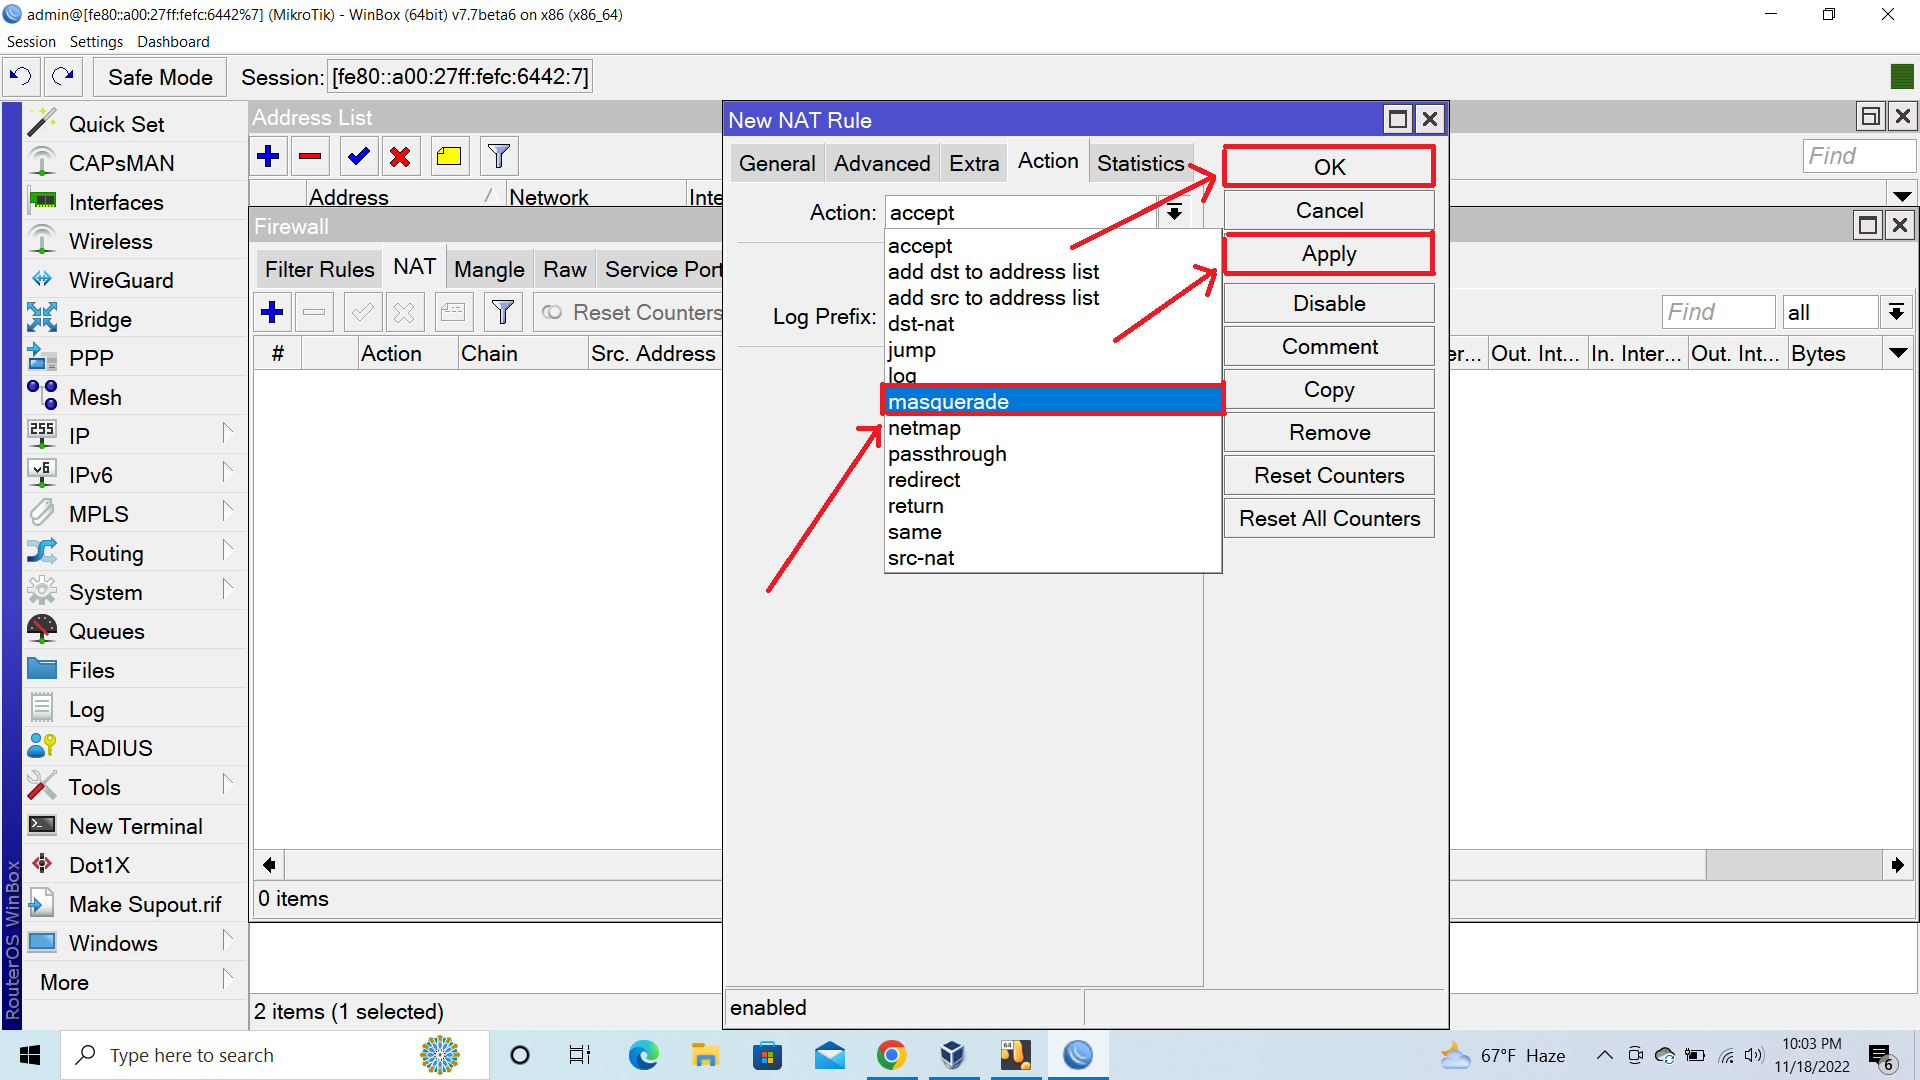 admin@[fe80::a00:27ff:fefc:6442%7] (MikroTik) - WinBox (64bit) v7.7beta6 on x86 (x86_64)
Session Settings Dashboard
Safe Mode Session: [fe80::a00:27ff:fefc:6442:7]
Quick Set
CAPsMAN
Interfaces
Wireless
WireGuard
Bridge
PPP
Mesh
255
IP
v6
IPv6
MPLS
Routing
System
Queues
Files
Log
RADIUS
Tools
New Terminal
Dot1X
Make Supout.rif
Windows
More
RouterOS WinBox
Address List
Find
Address Network Inte
Firewall
Filter Rules NAT Mangle Raw Service Port
Reset Counters
Find all
# Action Chain Src. Address er... Out. Int... In. Inter... Out. Int... Bytes
0 items
2 items (1 selected)
New NAT Rule
General Advanced Extra Action Statistics
Action: accept
Log Prefix:
accept
add dst to address list
add src to address list
dst-nat
jump
log
masquerade
netmap
passthrough
redirect
return
same
src-nat
OK
Cancel
Apply
Disable
Comment
Copy
Remove
Reset Counters
Reset All Counters
enabled
Type here to search
64
67°F Haze
10:03 PM
11/18/2022
6